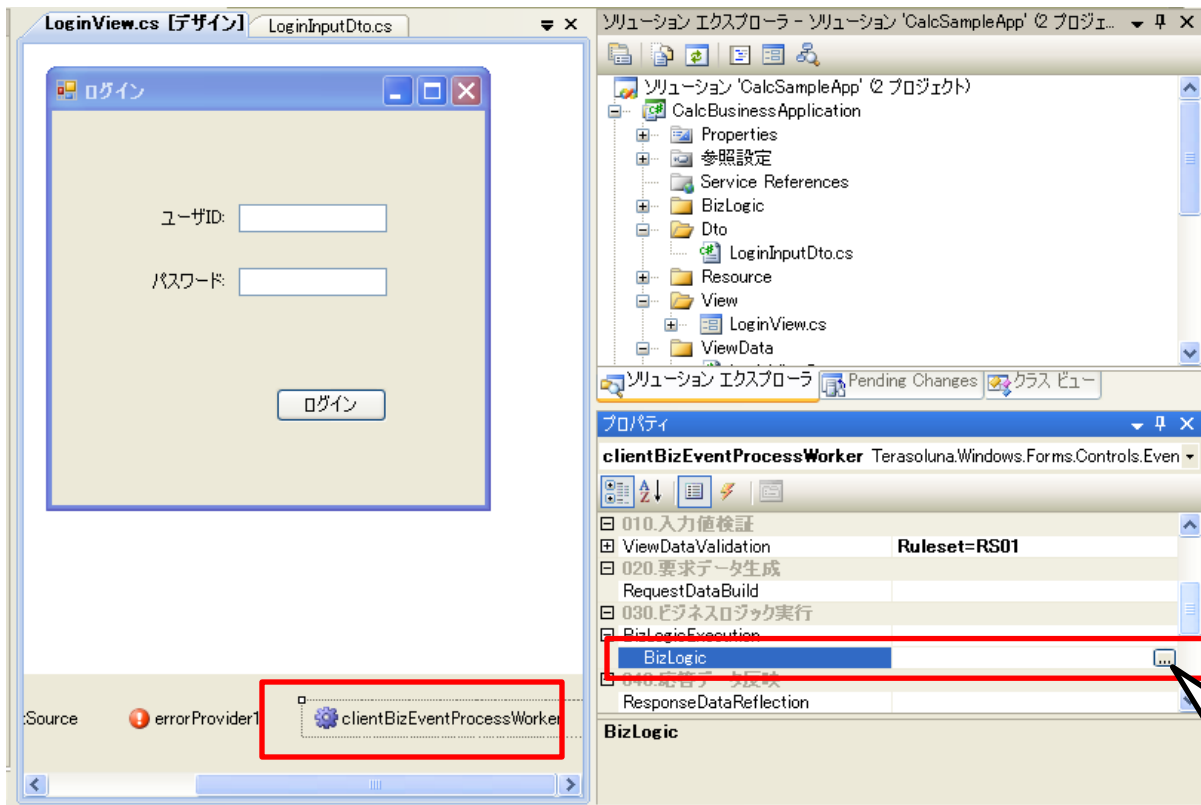 LoginView.cs [デザイン] LoginInputDto.cs
ログイン
ユーザID:
パスワード:
ログイン
:Source errorProvider1 clientBizEventProcessWorker
ソリューション エクスプローラ - ソリューション 'CalcSampleApp' (2 プロジェ...
ソリューション 'CalcSampleApp' (2 プロジェクト)
CalcBusinessApplication
Properties
参照設定
Service References
BizLogic
Dto
LoginInputDto.cs
Resource
View
LoginView.cs
ViewData
ソリューション エクスプローラ Pending Changes クラス ビュー
プロパティ
clientBizEventProcessWorker Terasoluna.Windows.Forms.Controls.Even
010.入力値検証
ViewDataValidation Ruleset=RS01
020.要求データ生成
RequestDataBuild
030.ビジネスロジック実行
BizLogicExecution
BizLogic ...
040.応答データ反映
ResponseDataReflection
BizLogic